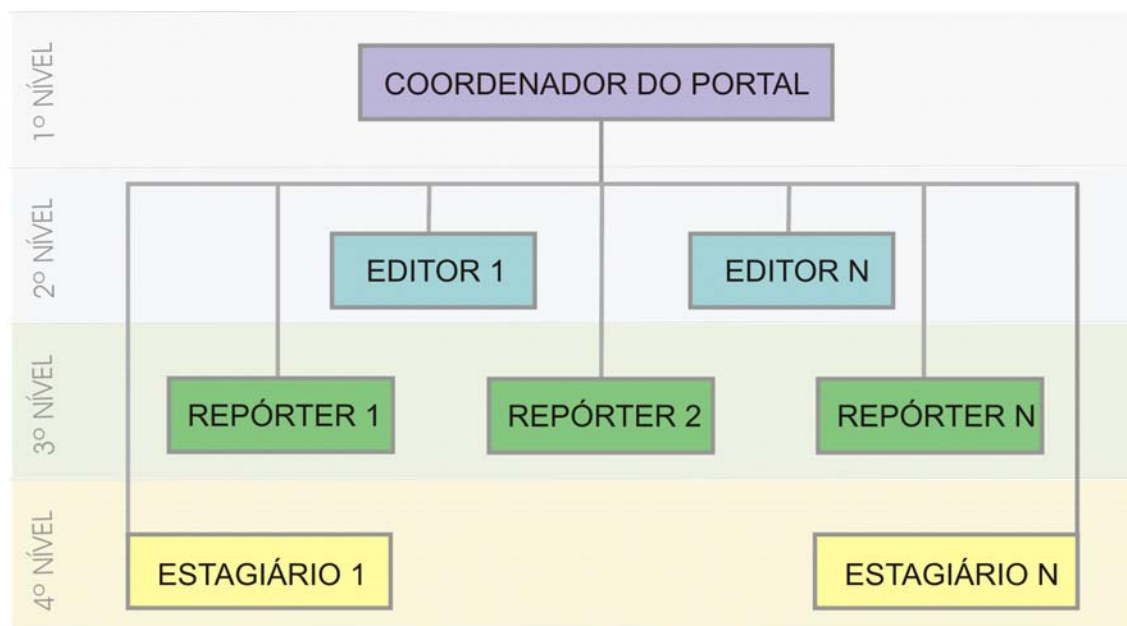 1º NÍVEL
COORDENADOR DO PORTAL
2º NÍVEL
EDITOR 1
EDITOR N
3º NÍVEL
REPÓRTER 1
REPÓRTER 2
REPÓRTER N
4º NÍVEL
ESTAGIÁRIO 1
ESTAGIÁRIO N